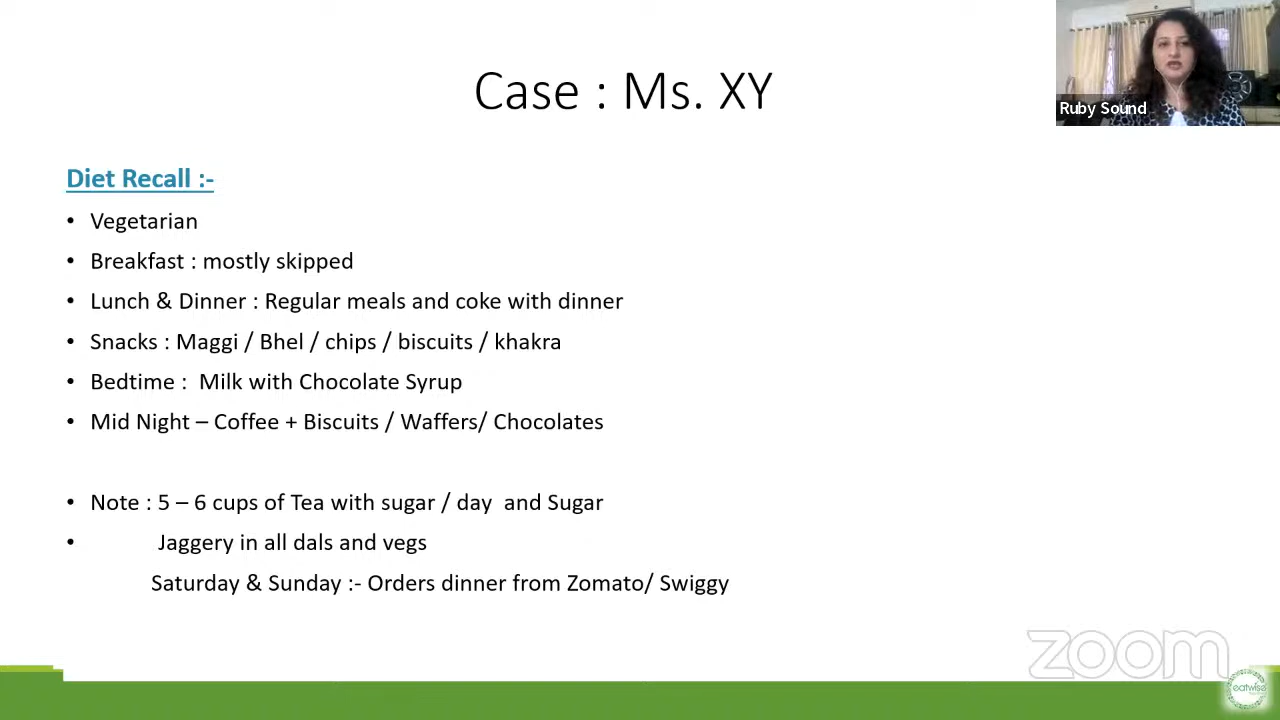 Case : Ms. XY
Ruby Sound
Diet Recall :-
• Vegetarian
• Breakfast : mostly skipped
• Lunch & Dinner : Regular meals and coke with dinner
• Snacks : Maggi / Bhel / chips / biscuits / khakra
• Bedtime :  Milk with Chocolate Syrup
• Mid Night – Coffee + Biscuits / Waffers/ Chocolates
• Note : 5 – 6 cups of Tea with sugar / day  and Sugar
• Jaggery in all dals and vegs
Saturday & Sunday :- Orders dinner from Zomato/ Swiggy
zoom
eatwise